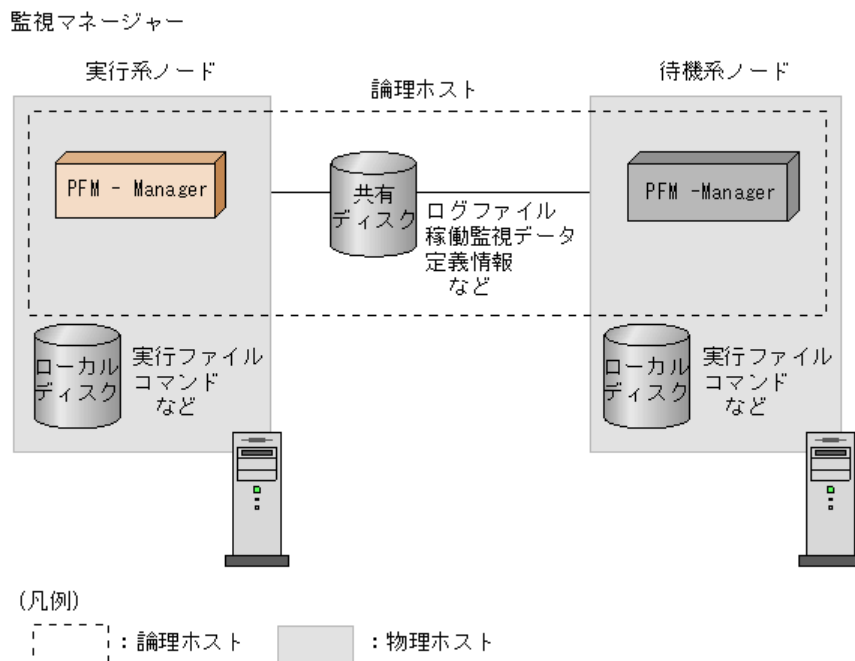 監視マネージャー
実行系ノード
待機系ノード
論理ホスト
PFM - Manager
共有
ディスク
ログファイル
稼働監視データ
定義情報
など
PFM -Manager
ローカル
ディスク
実行ファイル
コマンド
など
ローカル
ディスク
実行ファイル
コマンド
など
(凡例)
：論理ホスト
：物理ホスト